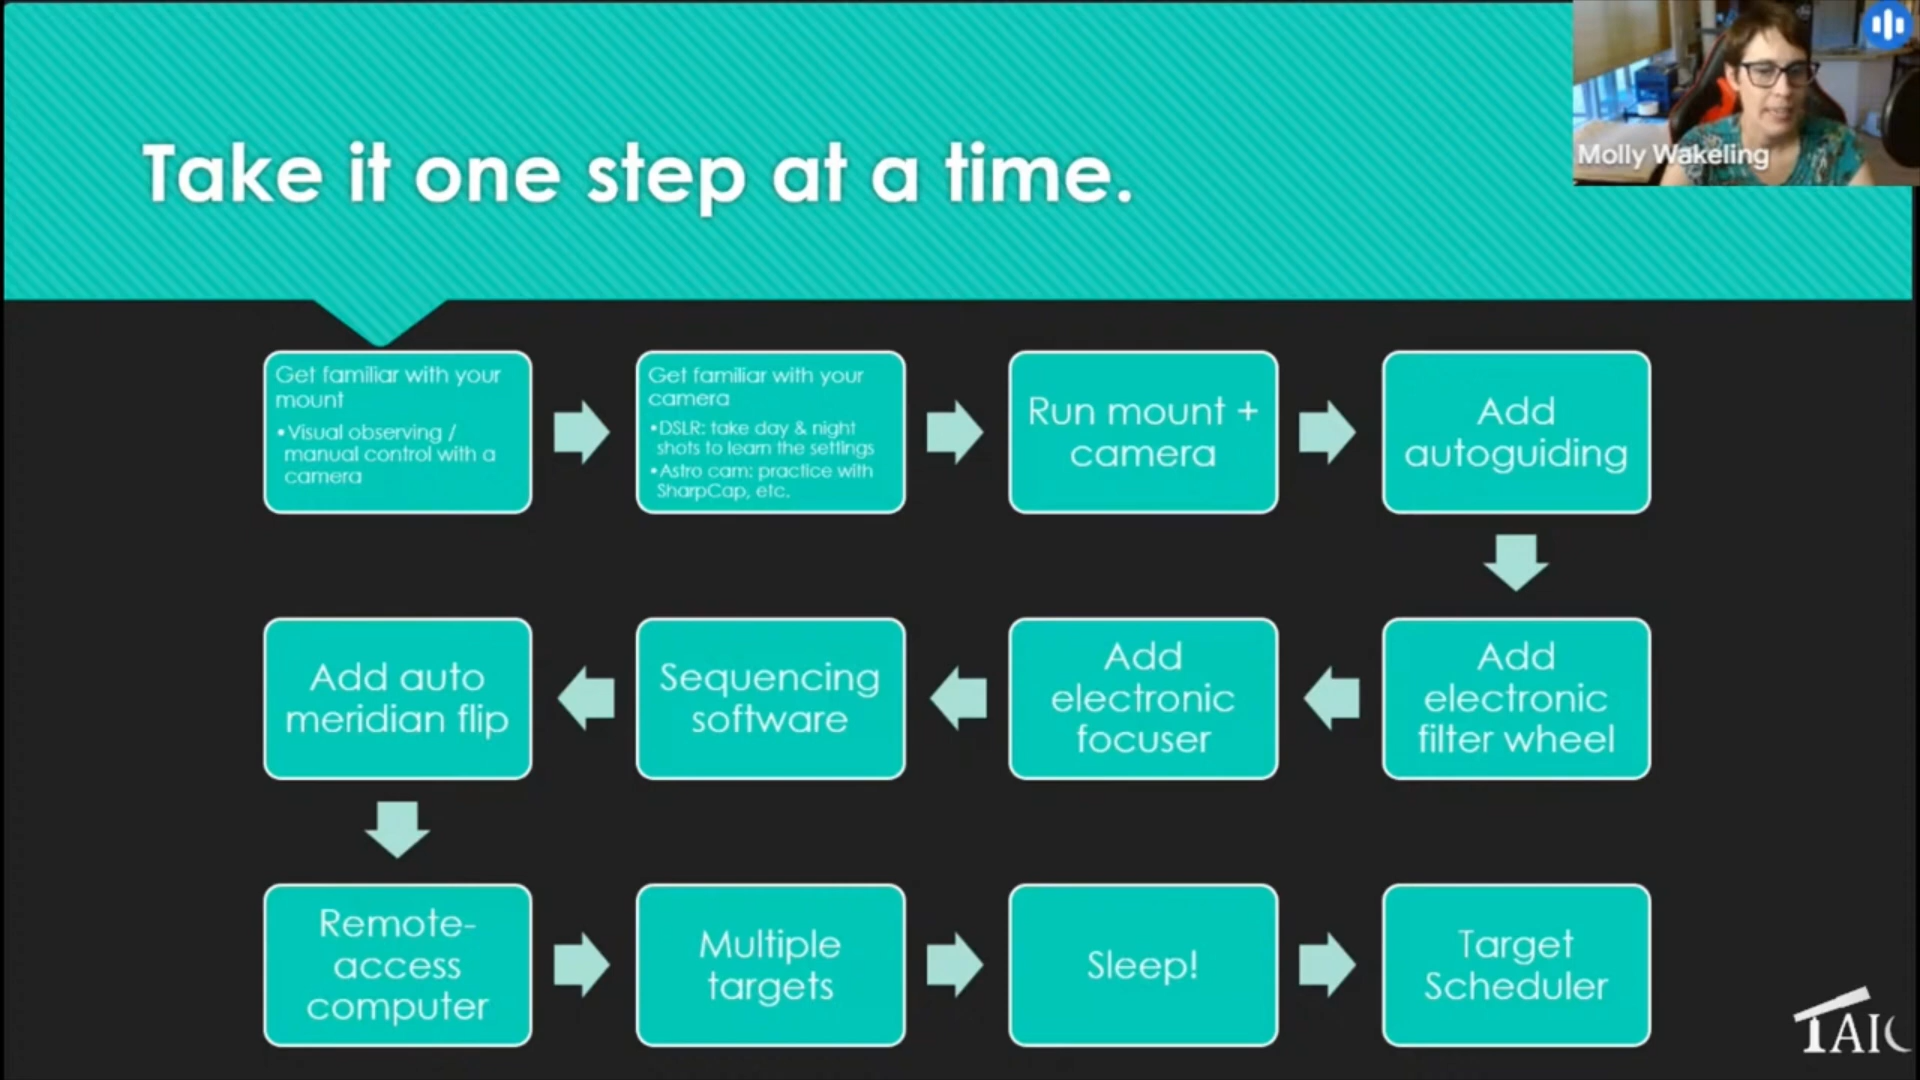 Take it one step at a time.
Molly Wakeling
Get familiar with your
mount
•Visual observing /
manual control with a
camera
Get familiar with your
camera
•DSLR: take day & night
shots to learn the settings
•Astro cam: practice with
SharpCap, etc.
Run mount +
camera
Add
autoguiding
Add
electronic
filter wheel
Add
electronic
focuser
Sequencing
software
Add auto
meridian flip
Remote-
access
computer
Multiple
targets
Sleep!
Target
Scheduler
TAIC